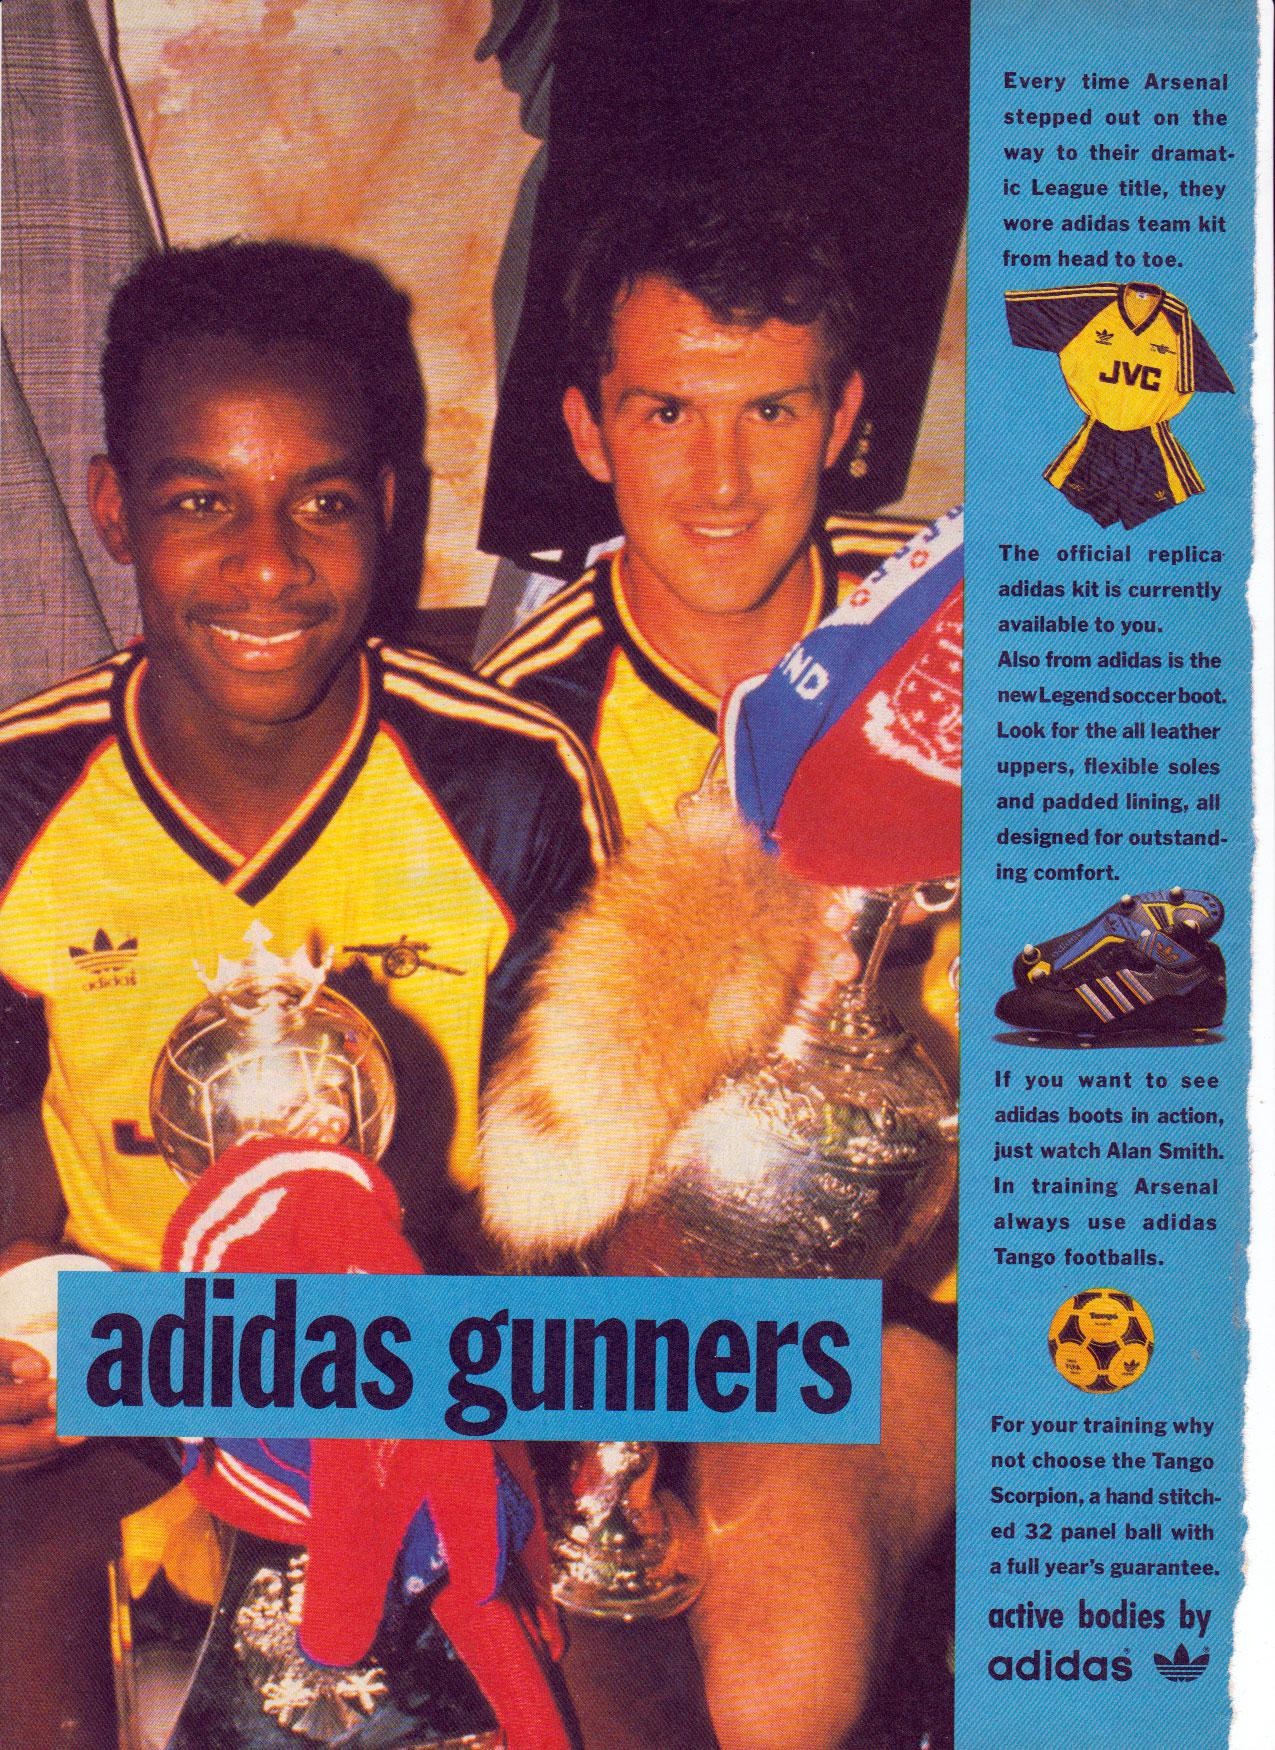 Every time Arsenal
stepped out on the
way to their dramat-
ic League title, they
wore adidas team kit
from head to toe.
JVC
The official replica
adidas kit is currently
available to you.
Also from adidas is the
new Legend soccer boot.
Look for the all leather
uppers, flexible soles
and padded lining, all
designed for outstand-
ing comfort.
If you want to see
adidas boots in action,
just watch Alan Smith.
In training Arsenal
always use adidas
Tango footballs.
Tango
For your training why
not choose the Tango
Scorpion, a hand stitch-
ed 32 panel ball with
a full year's guarantee.
active bodies by
adidas®
adidas
adidas gunners